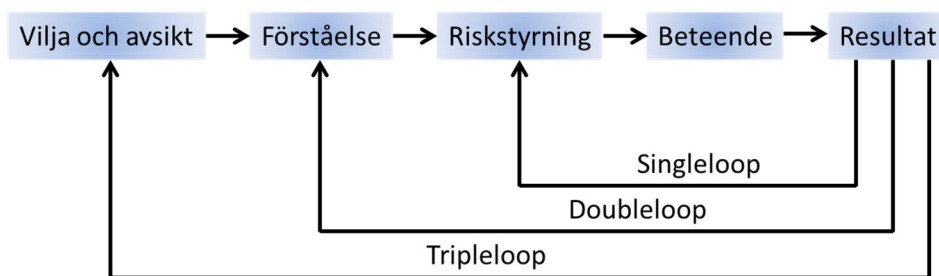 Vilja och avsikt Förståelse Riskstyrning Beteende Resultat
Singleloop
Doubleloop
Tripleloop